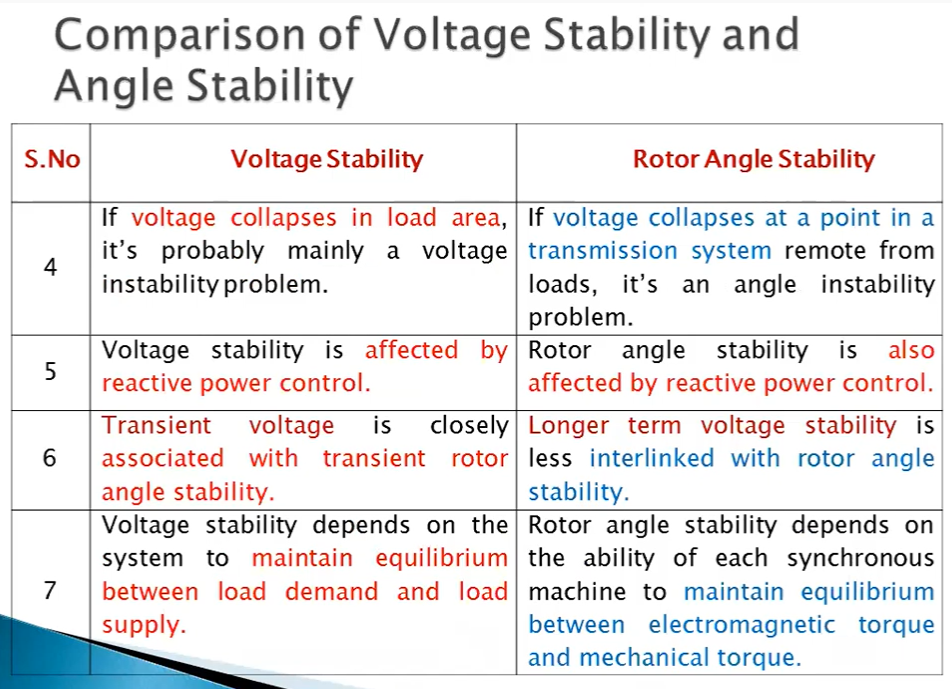 Comparison of Voltage Stability and
Angle Stability
S.No
Voltage Stability
Rotor Angle Stability
4
If voltage collapses in load area,
it's probably mainly a voltage
instability problem.
If voltage collapses at a point in a
transmission system remote from
loads, it's an angle instability
problem.
5
Voltage stability is affected by
reactive power control.
Rotor angle stability is also
affected by reactive power control.
6
Transient voltage is closely
associated with transient rotor
angle stability.
Longer term voltage stability is
less interlinked with rotor angle
stability.
7
Voltage stability depends on the
system to maintain equilibrium
between load demand and load
supply.
Rotor angle stability depends on
the ability of each synchronous
machine to maintain equilibrium
between electromagnetic torque
and mechanical torque.